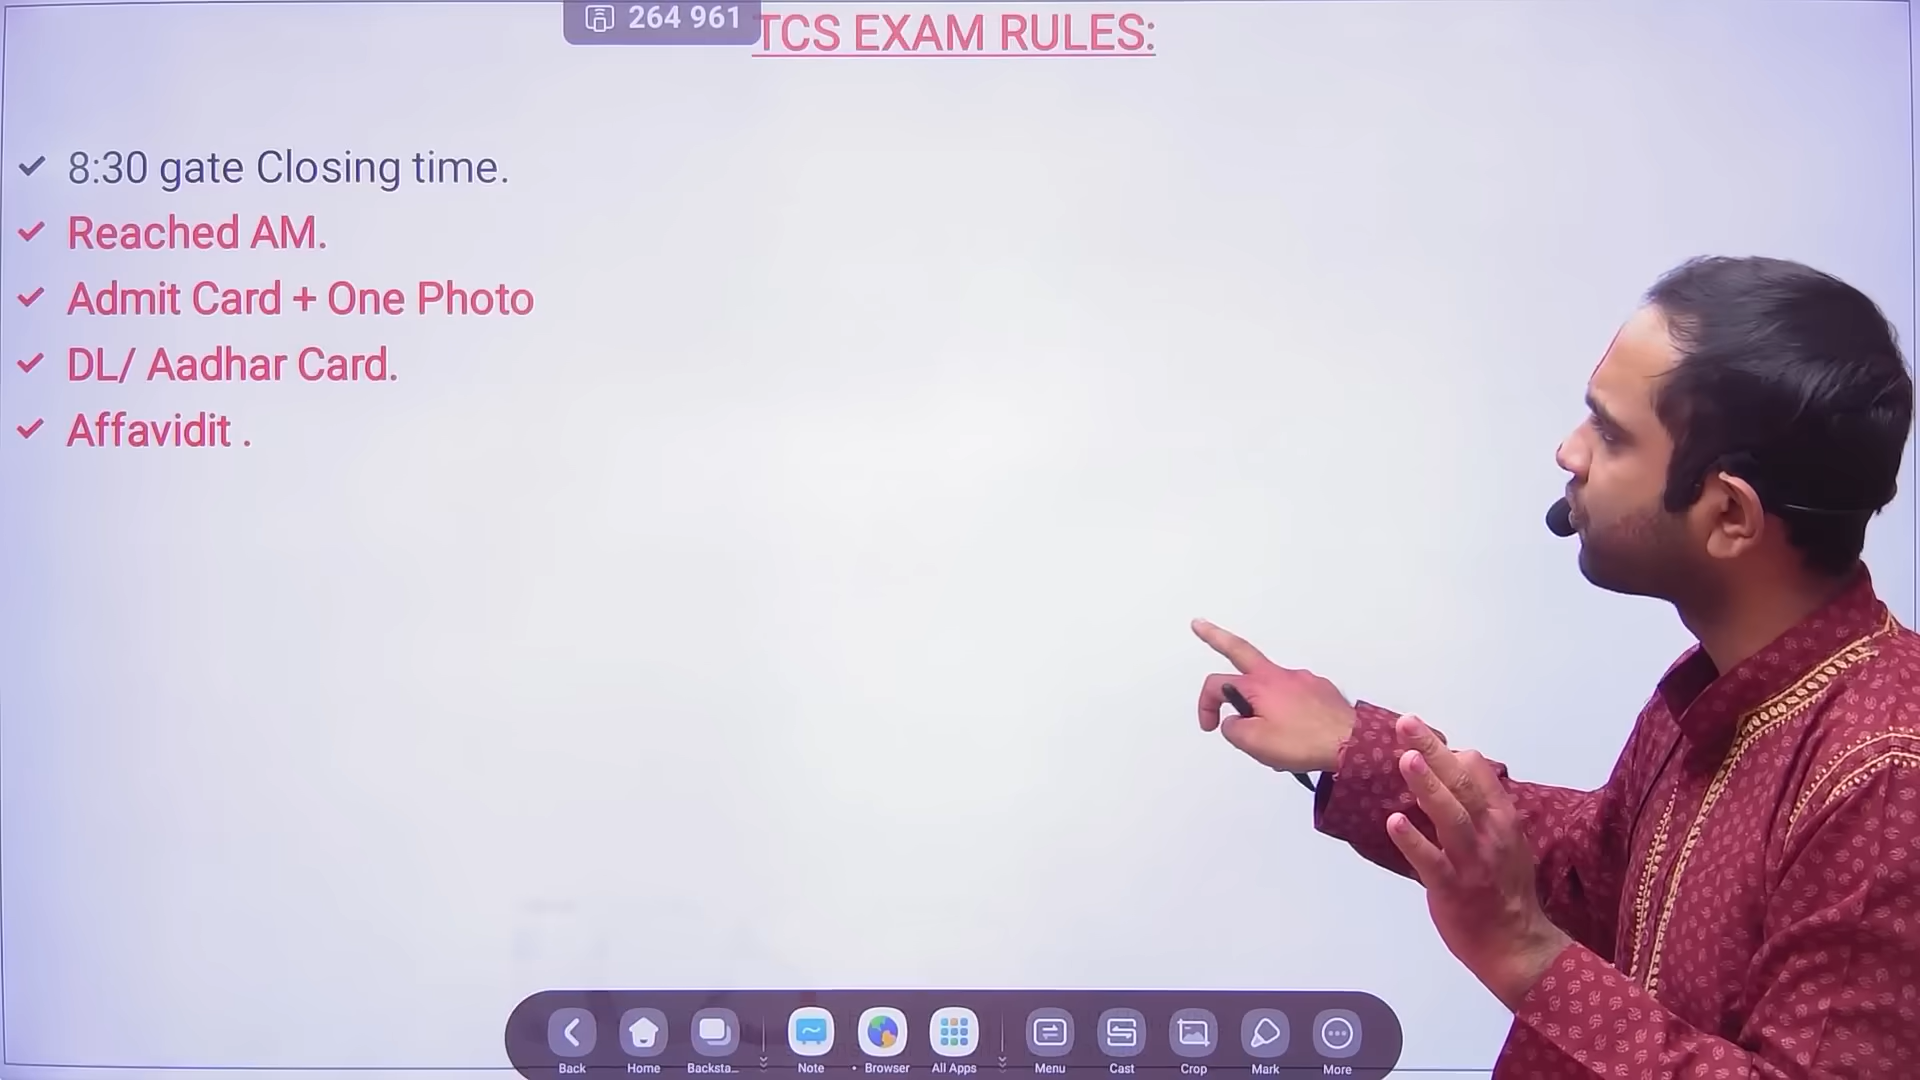 264 961
TCS EXAM RULES:
8:30 gate Closing time.
Reached AM.
Admit Card + One Photo
DL/ Aadhar Card.
Affavidit .
Back Home Backsta... Note • Browser All Apps Menu Cast Crop Mark More